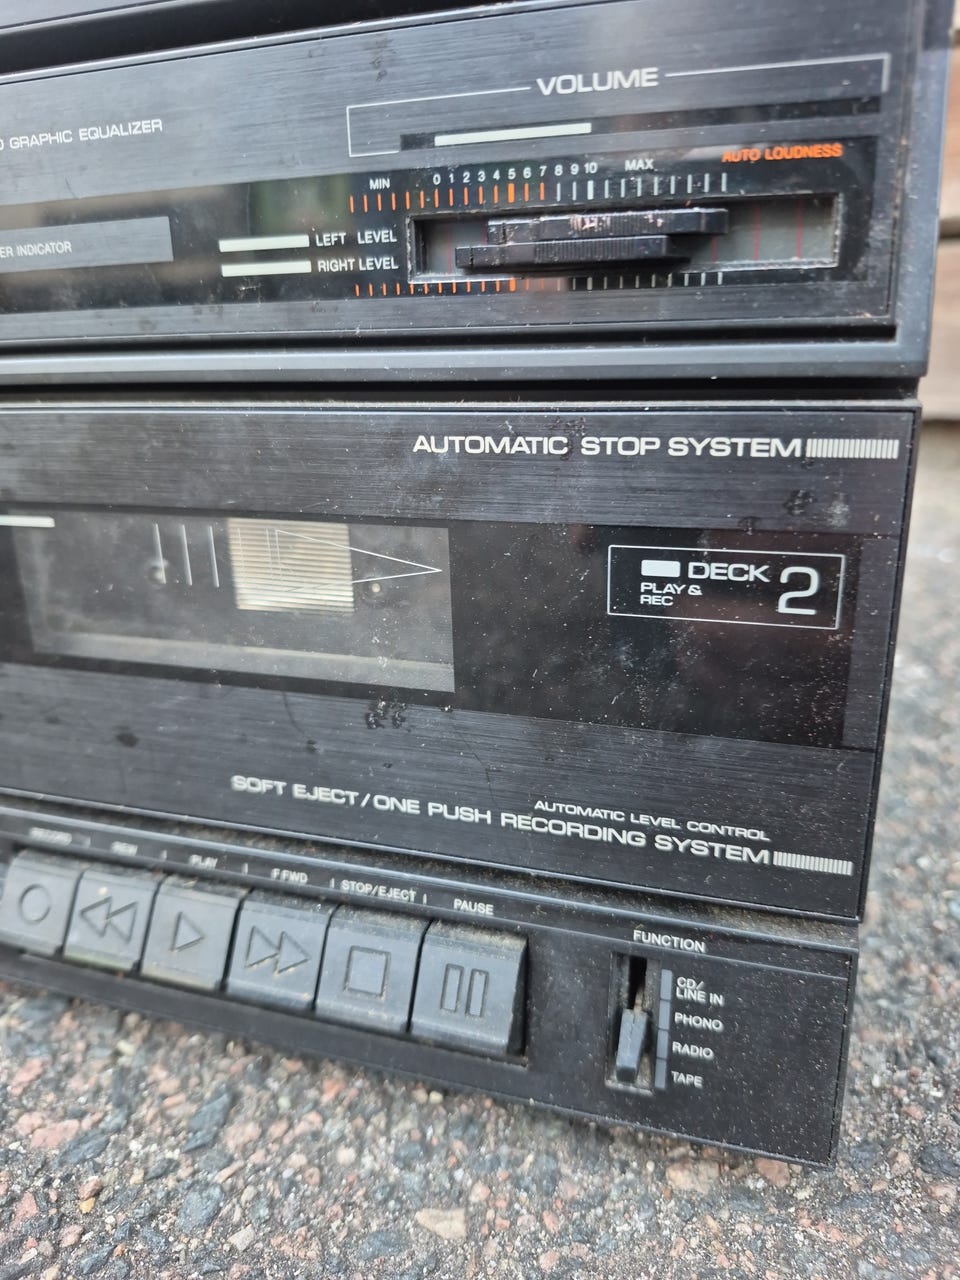 VOLUME
GRAPHIC EQUALIZER
AUTO LOUDNESS
MIN 0 1 2 3 4 5 6 7 8 9 10 MAX
INDICATOR
LEFT LEVEL
RIGHT LEVEL
AUTOMATIC STOP SYSTEM
DECK 2
PLAY &
REC
SOFT EJECT/ONE PUSH RECORDING SYSTEM
AUTOMATIC LEVEL CONTROL
RECORD REW PLAY F FWD STOP/EJECT PAUSE
FUNCTION
CD/
LINE IN
PHONO
RADIO
TAPE